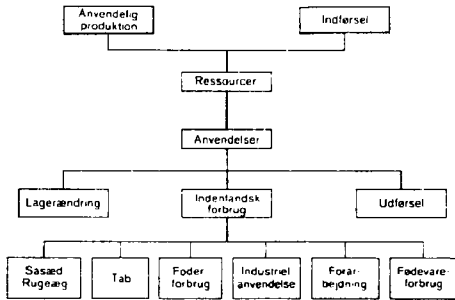 Anvendelig
produktion
Indførsel
Ressourcer
Anvendelser
Lagerændring
Indenlandsk
forbrug
Udførsel
Sasæd
Rugeæg
Tab
Foder
forbrug
Industriel
anvendelse
Forar-
bejdning
Fødevare-
forbrug